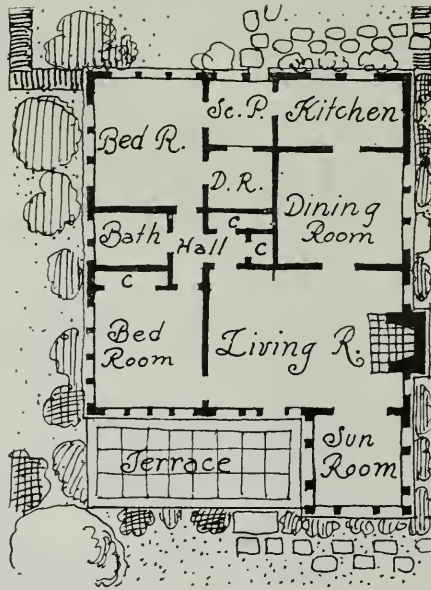 Sc. P.
Kitchen
Bed R.
D. R.
Dining
Room
Bath
Hall
C
C
C
Bed
Room
Living R.
Sun
Room
Terrace